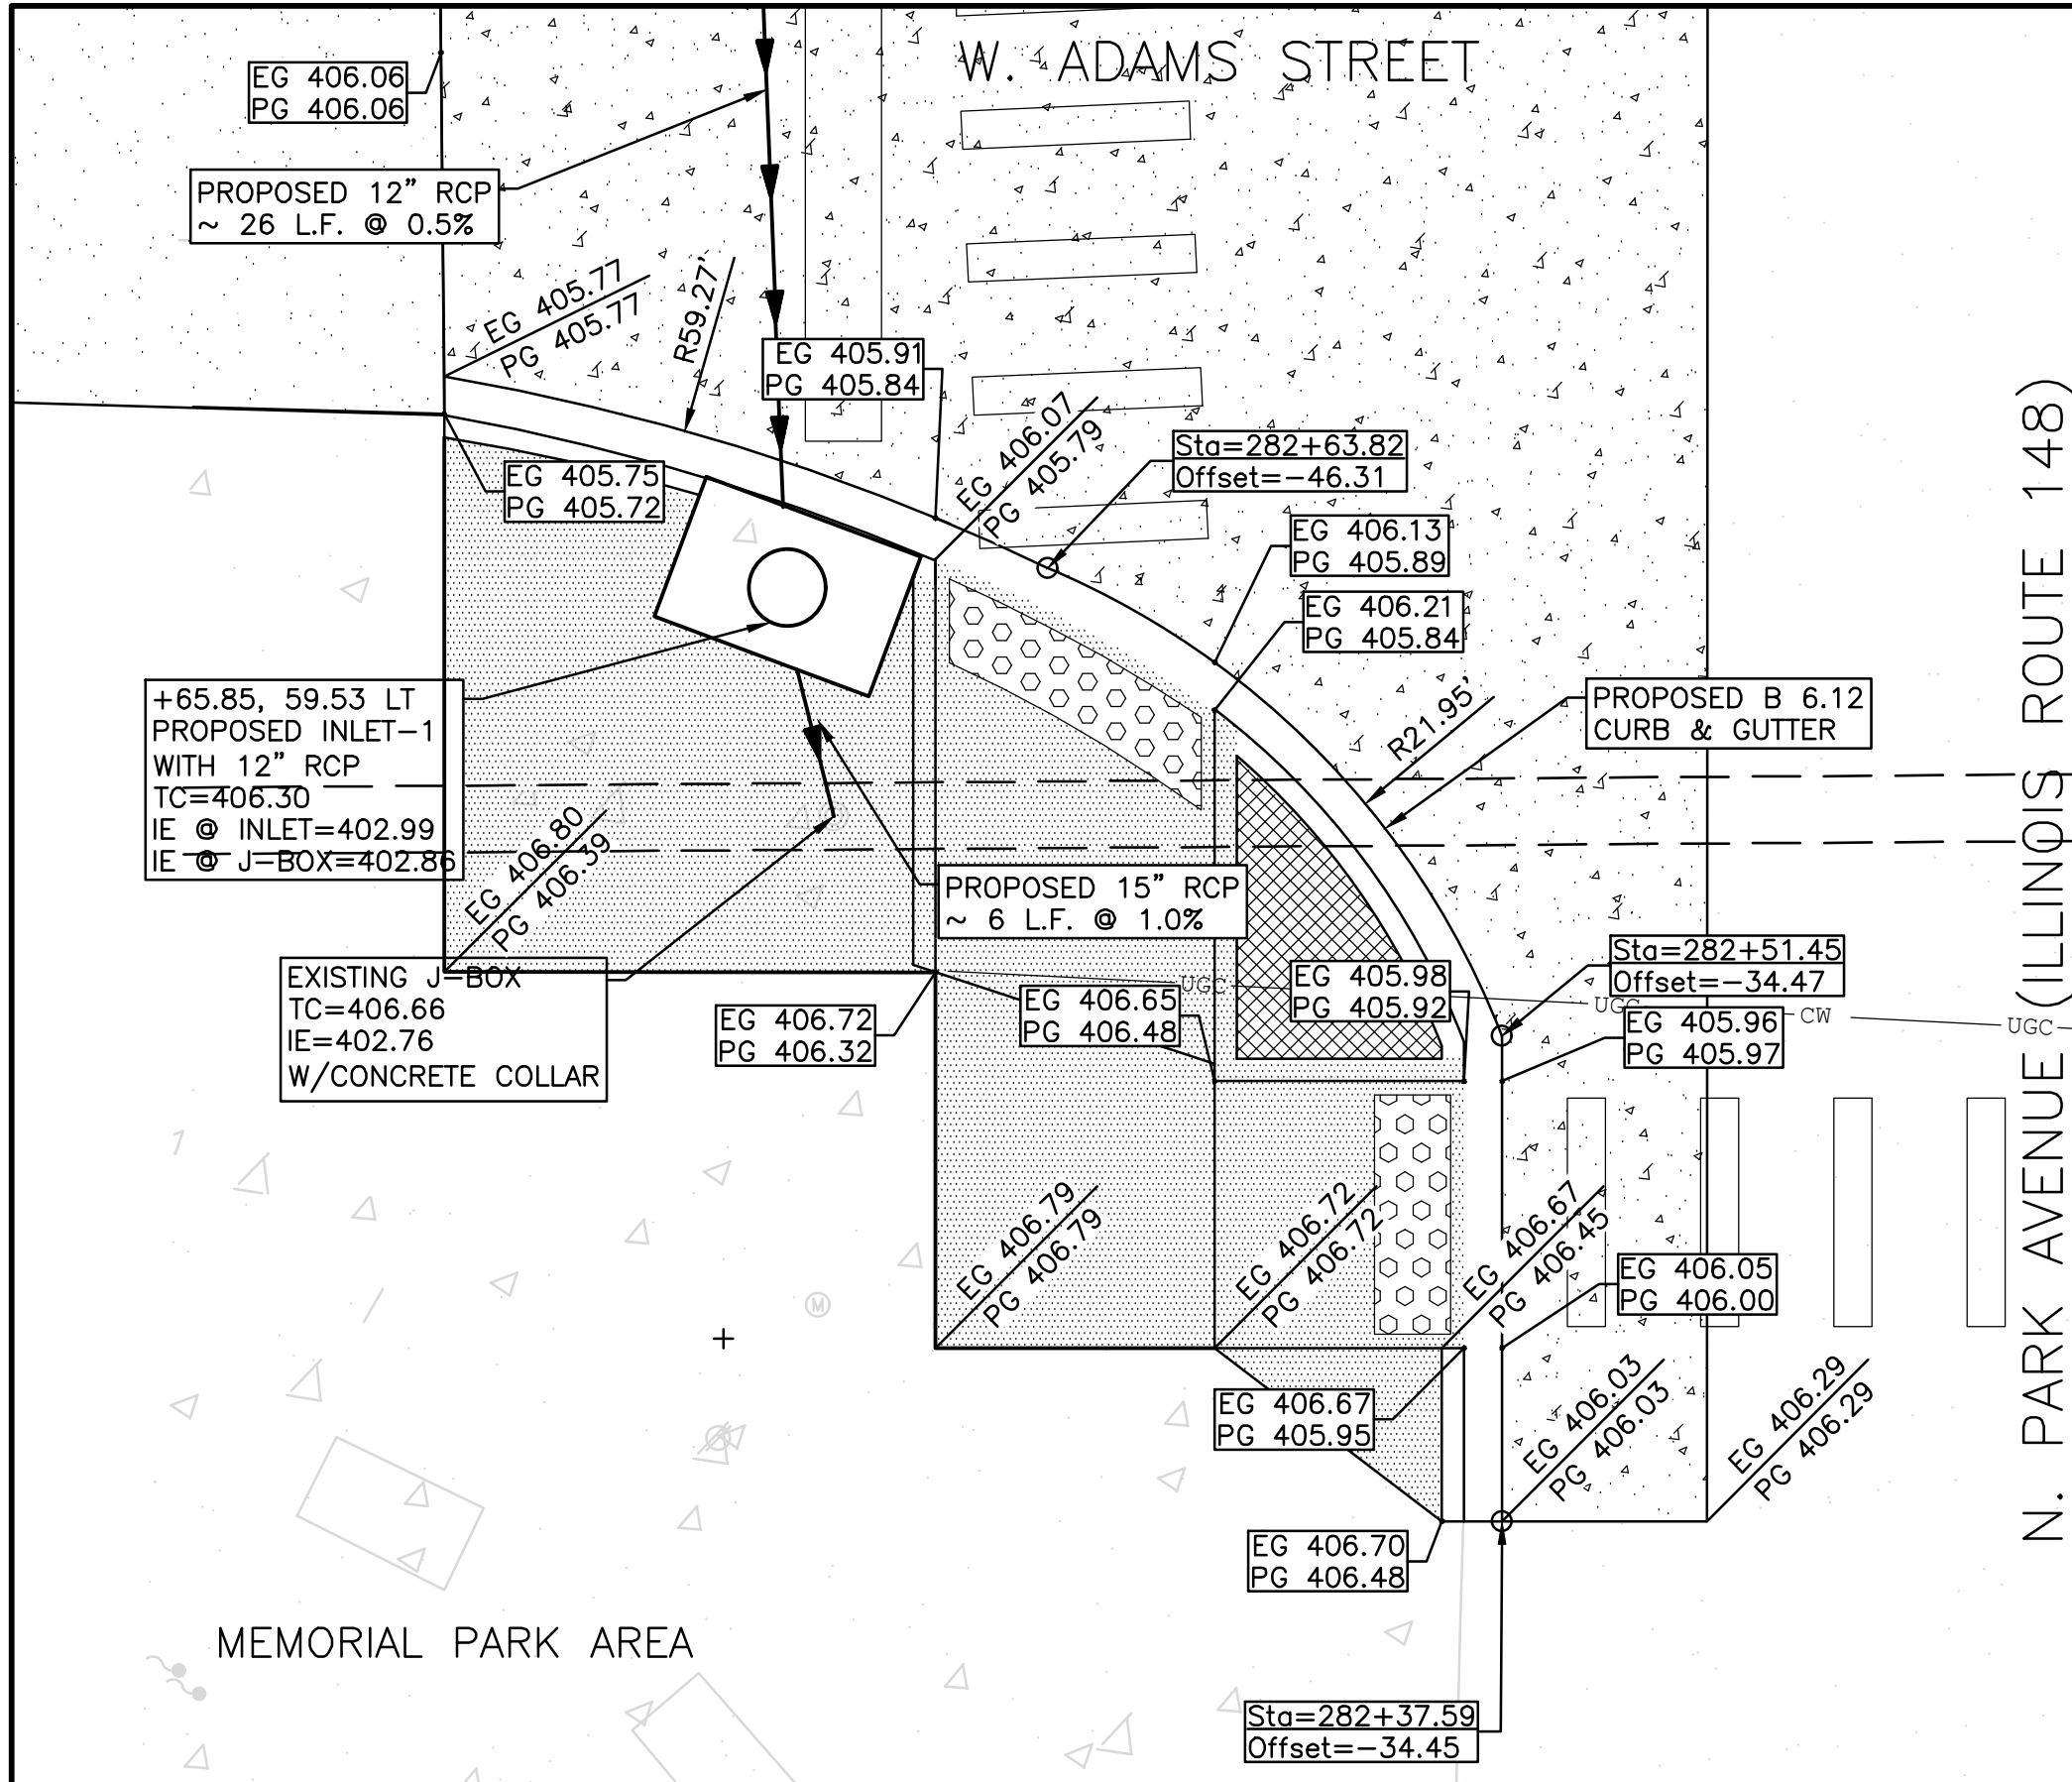 W. ADAMS STREET
EG 406.06
PG 406.06
PROPOSED 12” RCP
~ 26 L.F. @ 0.5%
EG 405.77
PG 405.77
R59.27'
EG 405.91
PG 405.84
EG 406.07
PG 405.79
Sta=282+63.82
Offset=-46.31
EG 405.75
PG 405.72
EG 406.13
PG 405.89
EG 406.21
PG 405.84
R21.95'
PROPOSED B 6.12
CURB & GUTTER
+65.85, 59.53 LT
PROPOSED INLET-1
WITH 12” RCP
TC=406.30
IE @ INLET=402.99
IE @ J-BOX=402.86
EG 406.80
PG 406.39
PROPOSED 15” RCP
~ 6 L.F. @ 1.0%
EXISTING J-BOX
TC=406.66
IE=402.76
W/CONCRETE COLLAR
EG 406.72
PG 406.32
EG 406.65
PG 406.48
UGC
EG 405.98
PG 405.92
UGC
Sta=282+51.45
Offset=-34.47
EG 405.96
PG 405.97
CW
UGC
N. PARK AVENUE (ILLINOIS ROUTE 148)
EG 406.79
PG 406.79
EG 406.72
PG 406.72
EG 406.67
PG 406.45
EG 406.05
PG 406.00
M
EG 406.67
PG 405.95
EG 406.03
PG 406.03
EG 406.29
PG 406.29
EG 406.70
PG 406.48
MEMORIAL PARK AREA
Sta=282+37.59
Offset=-34.45